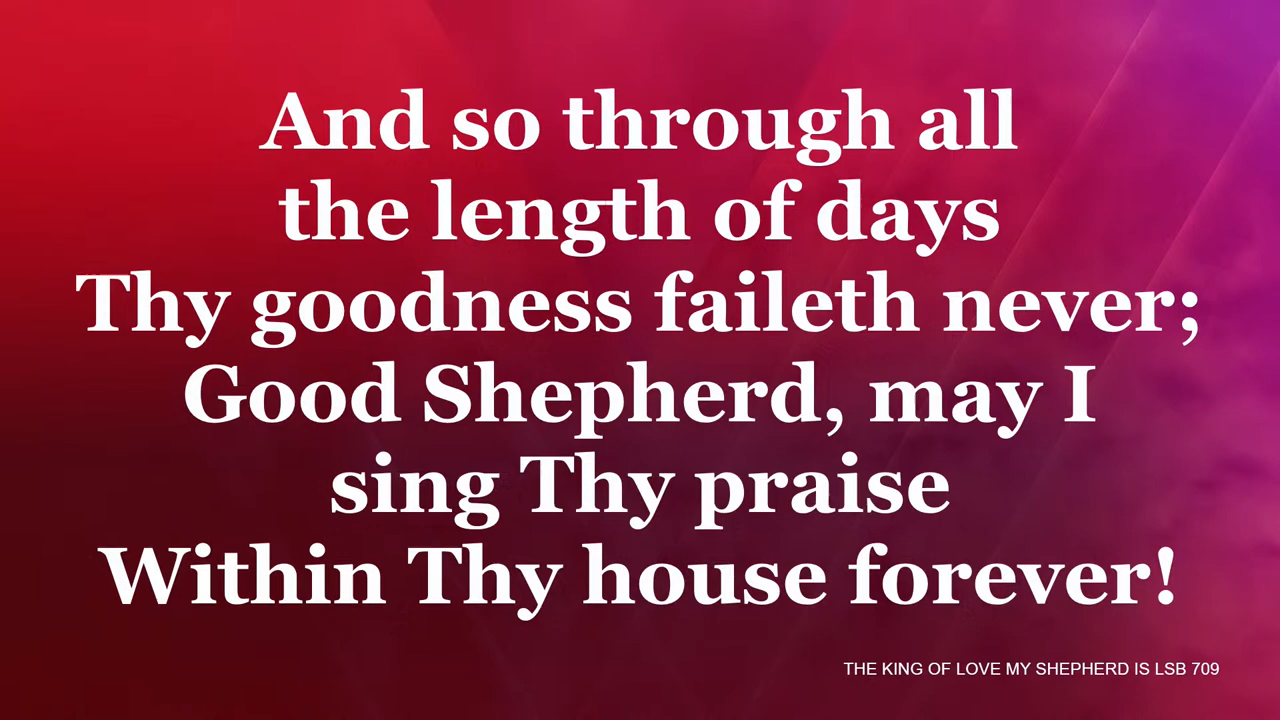 And so through all
the length of days
Thy goodness faileth never;
Good Shepherd, may I
sing Thy praise
Within Thy house forever!
THE KING OF LOVE MY SHEPHERD IS LSB 709